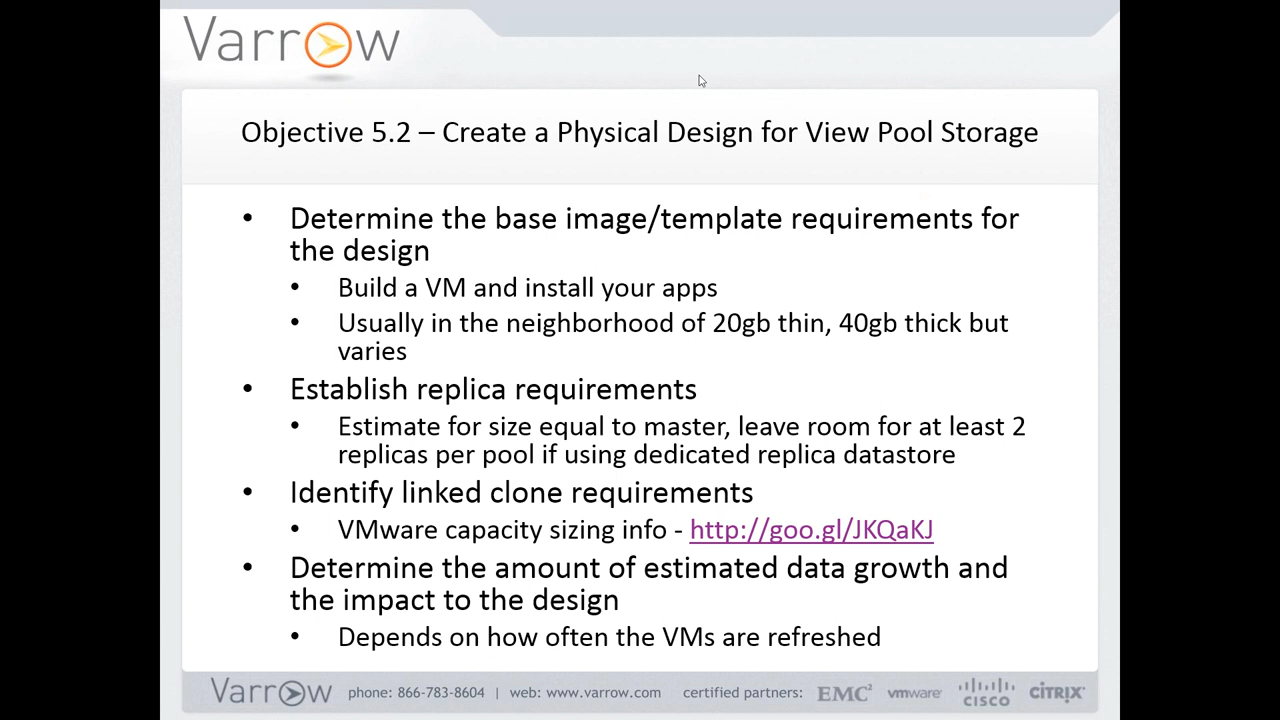 Varrow
Objective 5.2 – Create a Physical Design for View Pool Storage
• Determine the base image/template requirements for
the design
• Build a VM and install your apps
• Usually in the neighborhood of 20gb thin, 40gb thick but
varies
• Establish replica requirements
• Estimate for size equal to master, leave room for at least 2
replicas per pool if using dedicated replica datastore
• Identify linked clone requirements
• VMware capacity sizing info - http://goo.gl/JKQaKJ
• Determine the amount of estimated data growth and
the impact to the design
• Depends on how often the VMs are refreshed
Varrow phone: 866-783-8604 | web: www.varrow.com certified partners: EMC² vmware CISCO CITRIX